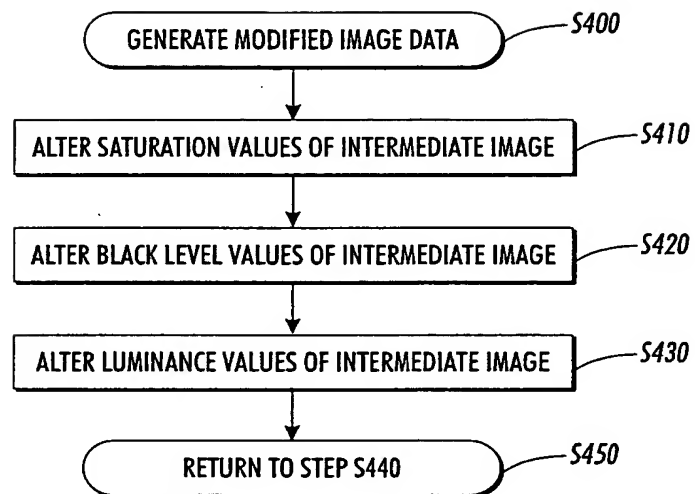 GENERATE MODIFIED IMAGE DATA
S400
ALTER SATURATION VALUES OF INTERMEDIATE IMAGE
S410
ALTER BLACK LEVEL VALUES OF INTERMEDIATE IMAGE
S420
ALTER LUMINANCE VALUES OF INTERMEDIATE IMAGE
S430
RETURN TO STEP S440
S450